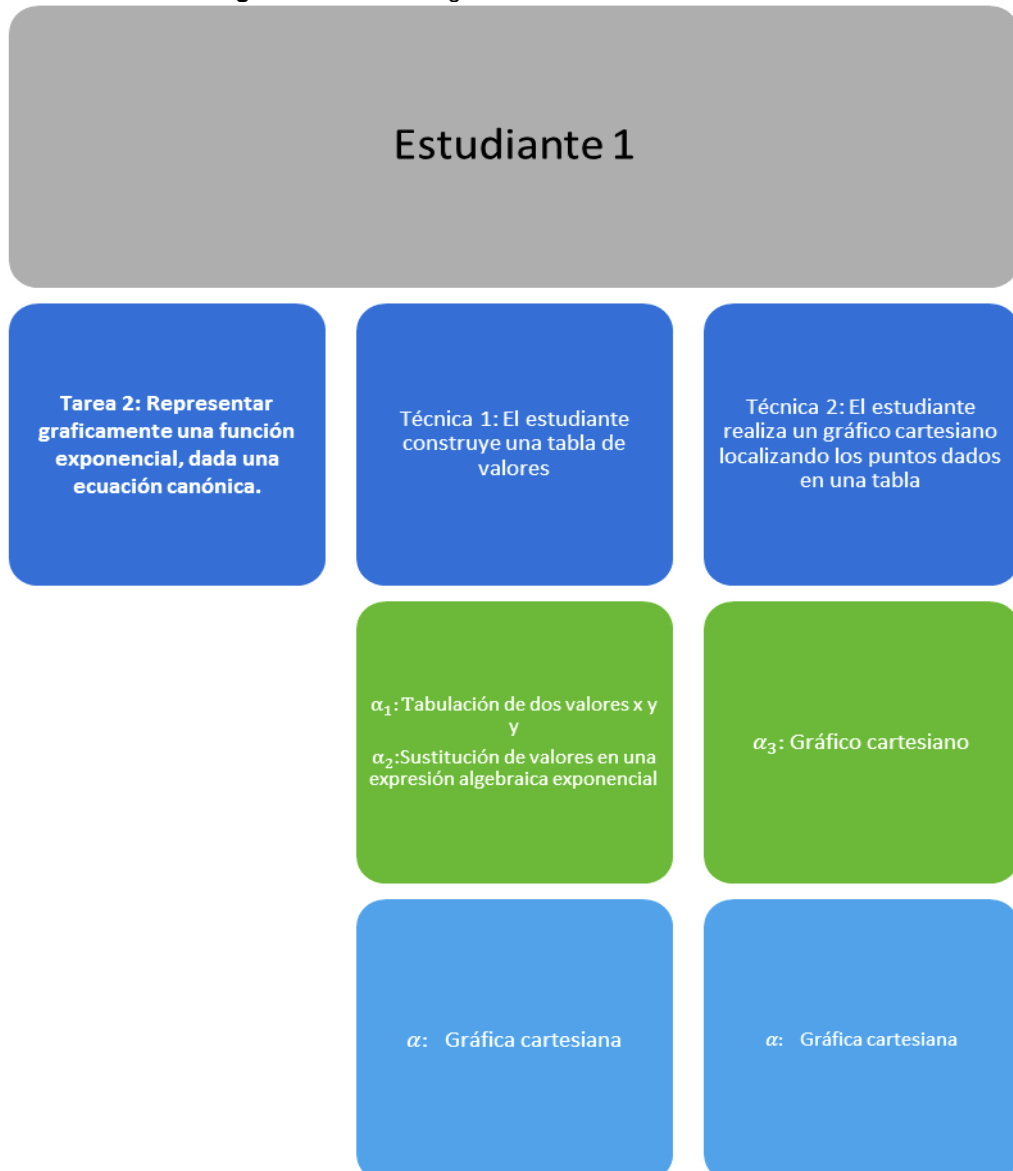 Estudiante 1
Tarea 2: Representar
graficamente una función
exponencial, dada una
ecuación canónica.
Técnica 1: El estudiante
construye una tabla de
valores
Técnica 2: El estudiante
realiza un gráfico cartesiano
localizando los puntos dados
en una tabla
α₁: Tabulación de dos valores x y
y
α₂:Sustitución de valores en una
expresión algebraica exponencial
α₃: Gráfico cartesiano
α: Gráfica cartesiana
α: Gráfica cartesiana